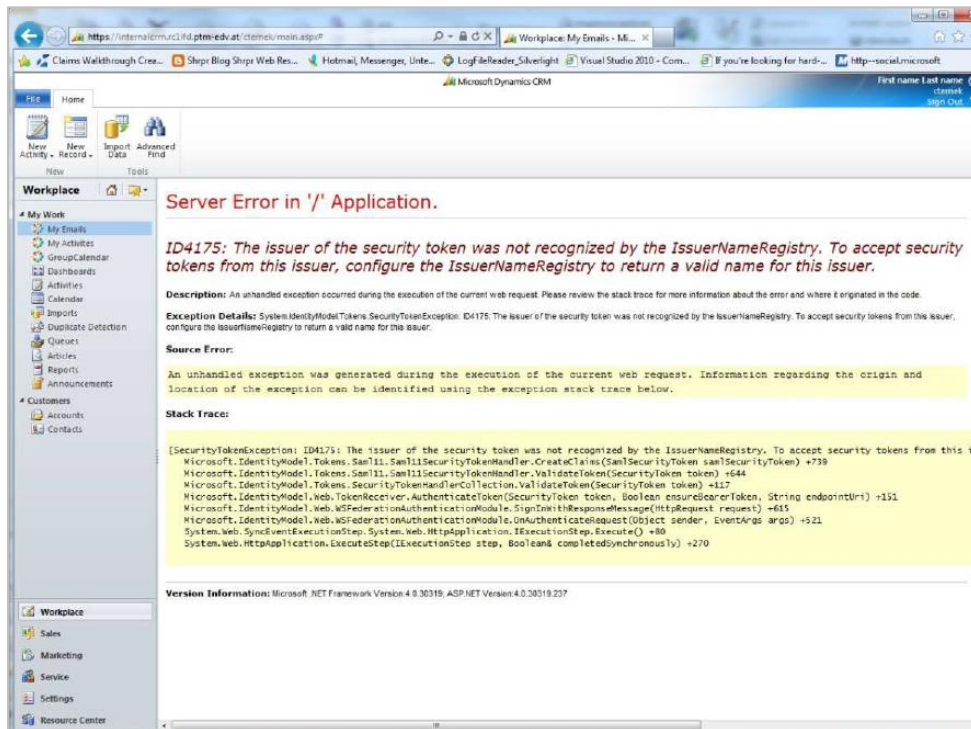 https://internalcrm.rc1ifd.ptm-edv.at/cternek/main.aspx#
Workplace: My Emails - Mi...
Claims Walkthrough Crea... Shrpr Blog Shrpr Web Res... Hotmail, Messenger, Unte... LogFileReader_Silverlight Visual Studio 2010 - Com... If you're looking for hard-... http--social.microsoft
Microsoft Dynamics CRM
First name Last name
cternek
Sign Out
File Home
New Activity New Record Import Data Advanced Find
New Tools
Workplace
My Work
My Emails
My Activites
GroupCalendar
Dashboards
Activities
Calendar
Imports
Duplicate Detection
Queues
Articles
Reports
Announcements
Customers
Accounts
Contacts
Workplace
Sales
Marketing
Service
Settings
Resource Center
Server Error in '/' Application.
ID4175: The issuer of the security token was not recognized by the IssuerNameRegistry. To accept security
tokens from this issuer, configure the IssuerNameRegistry to return a valid name for this issuer.
Description: An unhandled exception occurred during the execution of the current web request. Please review the stack trace for more information about the error and where it originated in the code.
Exception Details: System.IdentityModel.Tokens.SecurityTokenException: ID4175: The issuer of the security token was not recognized by the IssuerNameRegistry. To accept security tokens from this issuer,
configure the IssuerNameRegistry to return a valid name for this issuer.
Source Error:
An unhandled exception was generated during the execution of the current web request. Information regarding the origin and
location of the exception can be identified using the exception stack trace below.
Stack Trace:
[SecurityTokenException: ID4175: The issuer of the security token was not recognized by the IssuerNameRegistry. To accept security tokens from this i
Microsoft.IdentityModel.Tokens.Saml11.Saml11SecurityTokenHandler.CreateClaims(SamlSecurityToken samlSecurityToken) +739
Microsoft.IdentityModel.Tokens.Saml11.Saml11SecurityTokenHandler.ValidateToken(SecurityToken token) +644
Microsoft.IdentityModel.Tokens.SecurityTokenHandlerCollection.ValidateToken(SecurityToken token) +117
Microsoft.IdentityModel.Web.TokenReceiver.AuthenticateToken(SecurityToken token, Boolean ensureBearerToken, String endpointUri) +151
Microsoft.IdentityModel.Web.WSFederationAuthenticationModule.SignInWithResponseMessage(HttpRequest request) +615
Microsoft.IdentityModel.Web.WSFederationAuthenticationModule.OnAuthenticateRequest(Object sender, EventArgs args) +521
System.Web.SyncEventExecutionStep.System.Web.HttpApplication.IExecutionStep.Execute() +80
System.Web.HttpApplication.ExecuteStep(IExecutionStep step, Boolean& completedSynchronously) +270
Version Information: Microsoft .NET Framework Version:4.0.30319; ASP.NET Version:4.0.30319.237